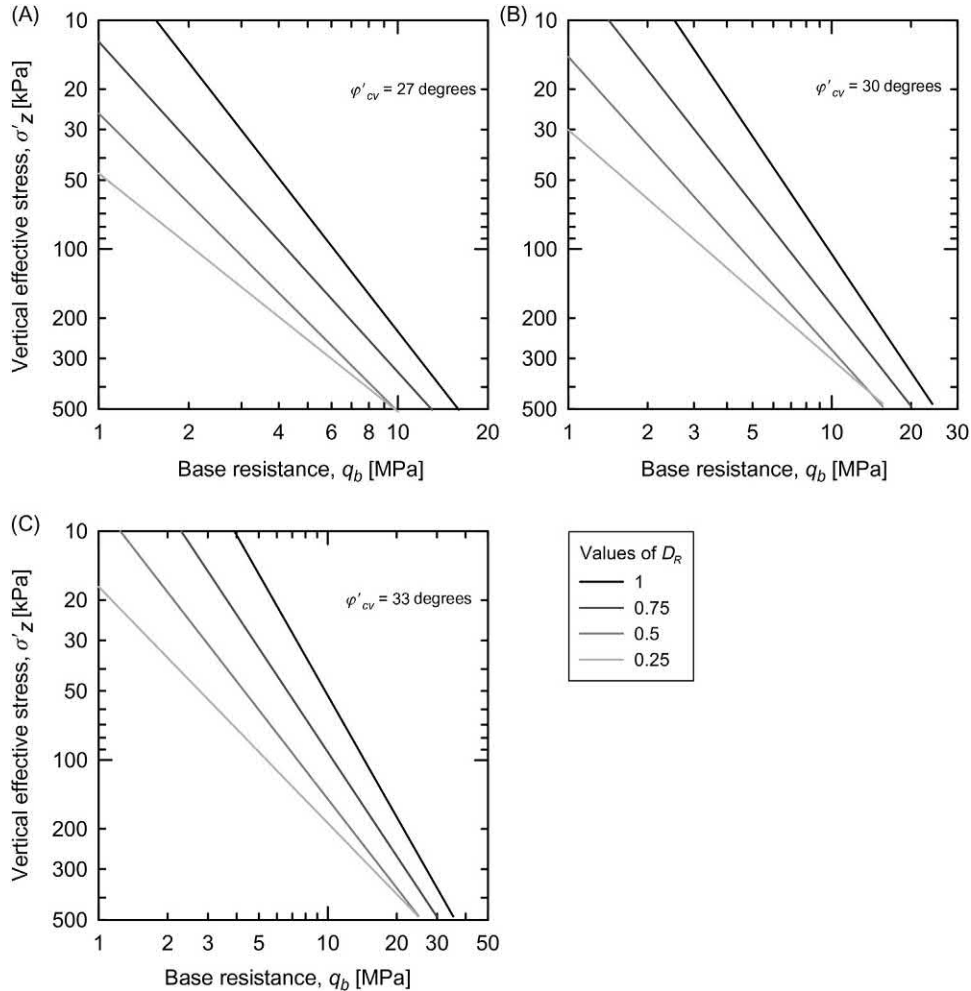 (A)
10
20
30
50
100
200
300
500
Vertical effective stress, σ'z [kPa]
φ'cv = 27 degrees
1 2 4 6 8 10 20
Base resistance, qb [MPa]
(B)
10
20
30
50
100
200
300
500
φ'cv = 30 degrees
1 2 3 5 10 20 30
Base resistance, qb [MPa]
(C)
10
20
30
50
100
200
300
500
Vertical effective stress, σ'z [kPa]
φ'cv = 33 degrees
1 2 3 5 10 20 30 50
Base resistance, qb [MPa]
Values of DR
1
0.75
0.5
0.25